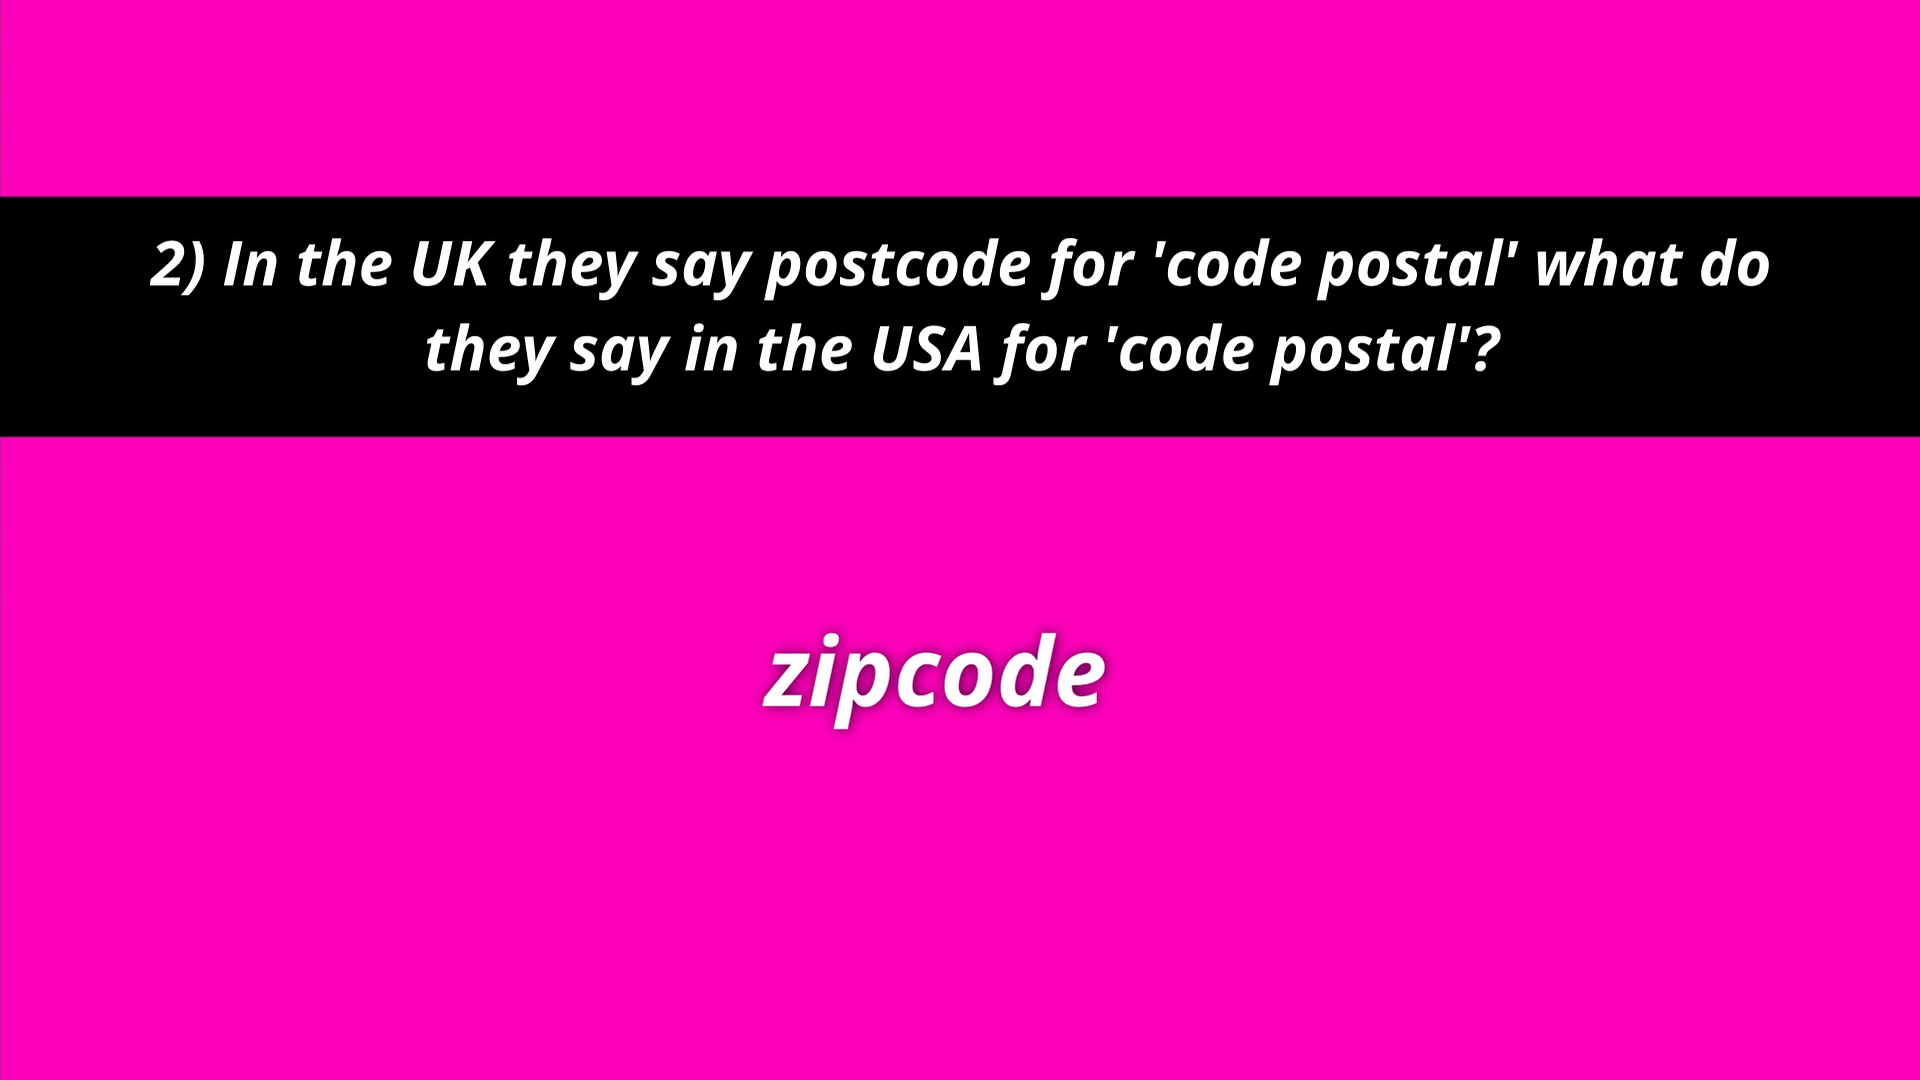 2) In the UK they say postcode for 'code postal' what do
they say in the USA for 'code postal'?
zipcode